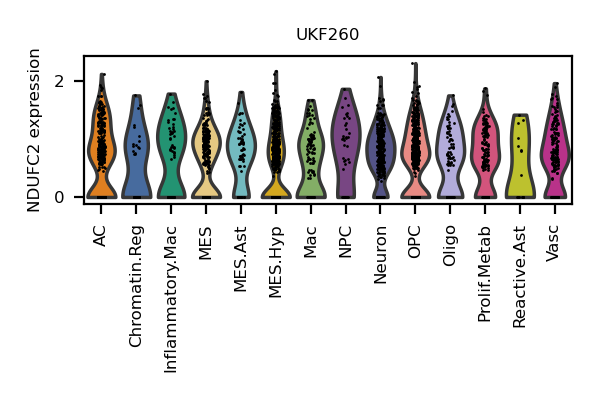 UKF260
NDUFC2 expression
2
0
AC
Chromatin.Reg
Inflammatory.Mac
MES
MES.Ast
MES.Hyp
Mac
NPC
Neuron
OPC
Oligo
Prolif.Metab
Reactive.Ast
Vasc